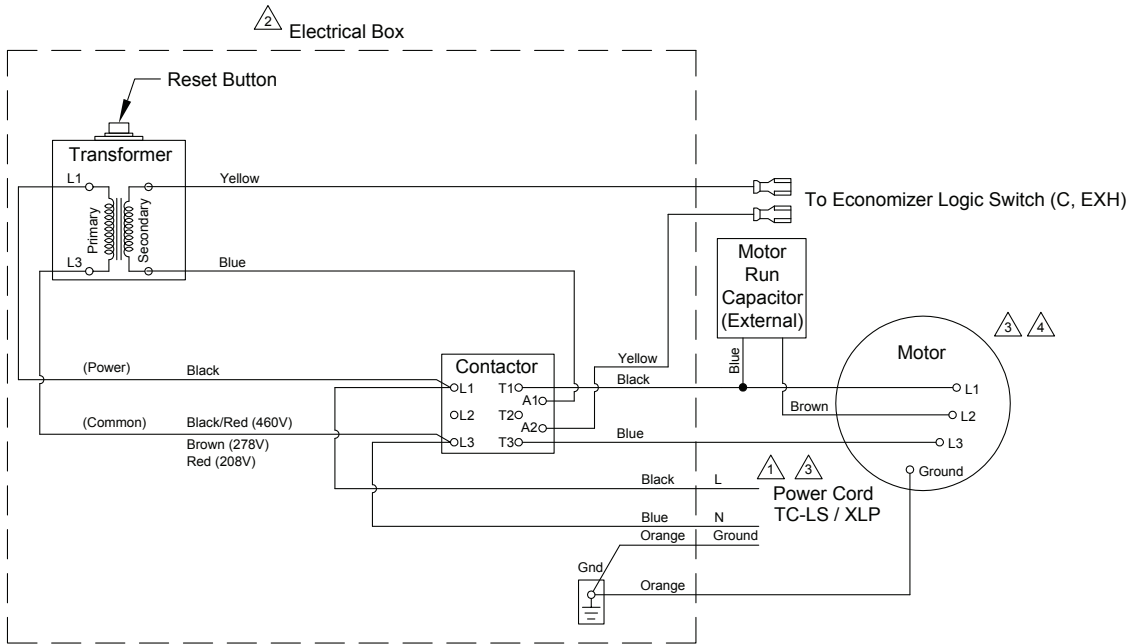 2
Electrical Box
Reset Button
Transformer
L1
Yellow
Primary
Secondary
To Economizer Logic Switch (C, EXH)
L3
Blue
Motor
Run
Capacitor
(External)
3 4
Motor
(Power) Black
Contactor
Yellow
Blue
L1 T1
Black
L1
A1
(Common) Black/Red (460V)
L2 T2
Brown
L2
A2
Brown (278V)
L3 T3
Blue
L3
Red (208V)
Ground
1 3
Black L
Power Cord
TC-LS / XLP
Blue N
Orange Ground
Gnd
Orange